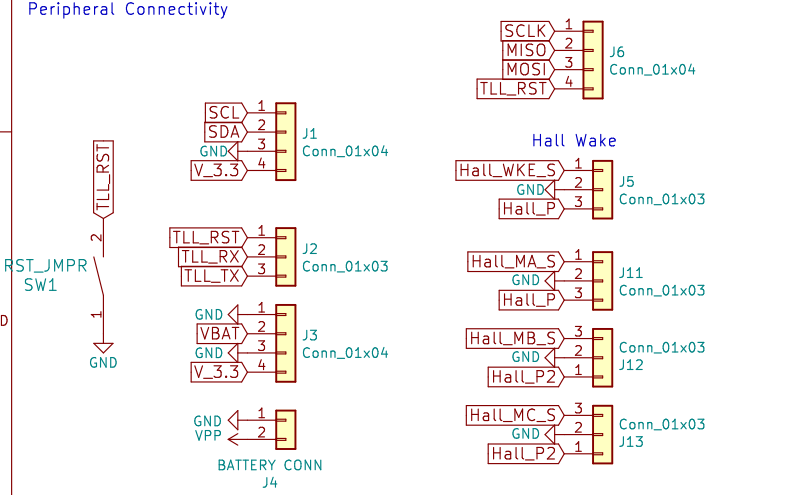 Peripheral Connectivity
SCLK 1
MISO 2
MOSI 3
TLL_RST 4
J6
Conn_01x04
SCL 1
SDA 2
GND 3
V_3.3 4
J1
Conn_01x04
Hall Wake
Hall_WKE_S 1
GND 2
Hall_P 3
J5
Conn_01x03
TLL_RST
2
RST_JMPR
SW1
1
GND
D
TLL_RST 1
TLL_RX 2
TLL_TX 3
J2
Conn_01x03
Hall_MA_S 1
GND 2
Hall_P 3
J11
Conn_01x03
GND 1
VBAT 2
GND 3
V_3.3 4
J3
Conn_01x04
Hall_MB_S 3
GND 2
Hall_P2 1
Conn_01x03
J12
GND 1
VPP 2
BATTERY CONN
J4
Hall_MC_S 3
GND 2
Hall_P2 1
Conn_01x03
J13